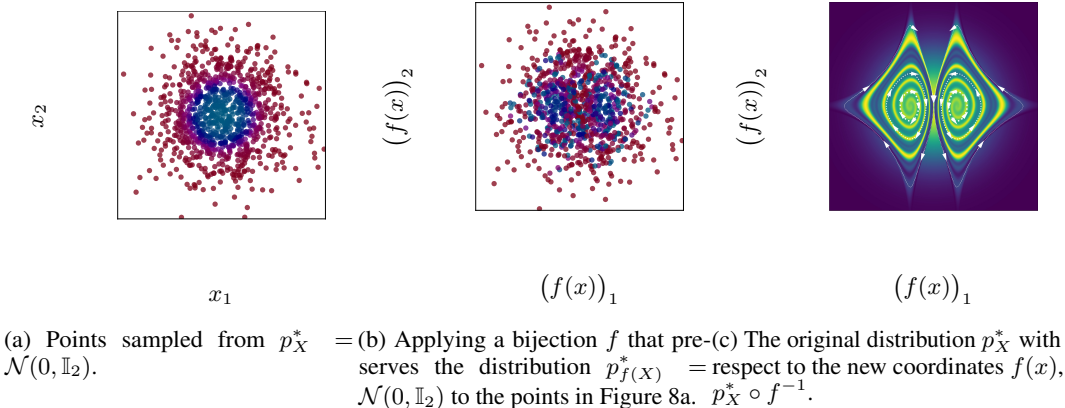 x_2
(f(x))_2
(f(x))_2
x_1
(f(x))_1
(f(x))_1
(a) Points sampled from p^*_X =
N(0, I_2).
(b) Applying a bijection f that pre-
serves the distribution p^*_{f(X)} =
N(0, I_2) to the points in Figure 8a.
(c) The original distribution p^*_X with
respect to the new coordinates f(x),
p^*_X ∘ f^{-1}.